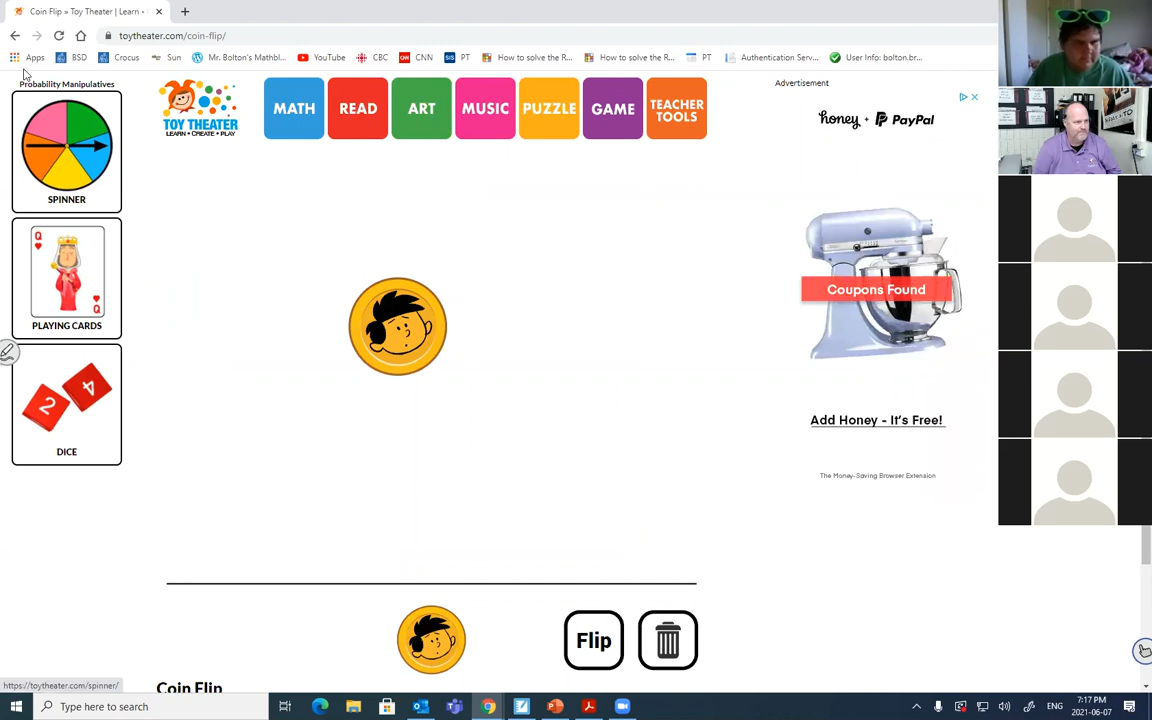 Coin Flip » Toy Theater | Learn •
toytheater.com/coin-flip/
Apps BSD Crocus Sun Mr. Bolton's Mathbl... YouTube CBC CNN SIS PT How to solve the R... How to solve the R... PT Authentication Serv... User Info: bolton.br...
Probability Manipulatives
SPINNER
Q
Q
PLAYING CARDS
2 4
DICE
TOY THEATER
LEARN • CREATE • PLAY
MATH READ ART MUSIC PUZZLE GAME TEACHER TOOLS
Advertisement
honey + PayPal
Coupons Found
Add Honey - It's Free!
The Money-Saving Browser Extension
Flip
Coin Flip
https://toytheater.com/spinner/
Type here to search
ENG
7:17 PM
2021-06-07